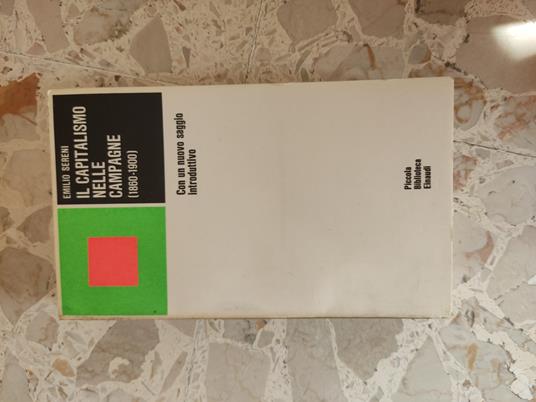 EMILIO SERENI
IL CAPITALISMO
NELLE
CAMPAGNE
(1860-1900)
Con un nuovo saggio
introduttivo
Piccola
Biblioteca
Einaudi